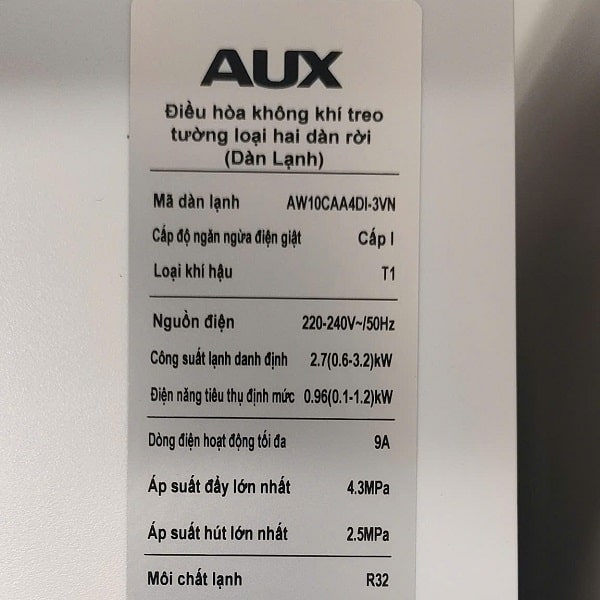 AUX
Điều hòa không khí treo
tường loại hai dàn rời
(Dàn Lạnh)
Mã dàn lạnh AW10CAA4DI-3VN
Cấp độ ngăn ngừa điện giật Cấp I
Loại khí hậu T1
Nguồn điện 220-240V~/50Hz
Công suất lạnh danh định 2.7(0.6-3.2)kW
Điện năng tiêu thụ định mức 0.96(0.1-1.2)kW
Dòng điện hoạt động tối đa 9A
Áp suất đẩy lớn nhất 4.3MPa
Áp suất hút lớn nhất 2.5MPa
Môi chất lạnh R32